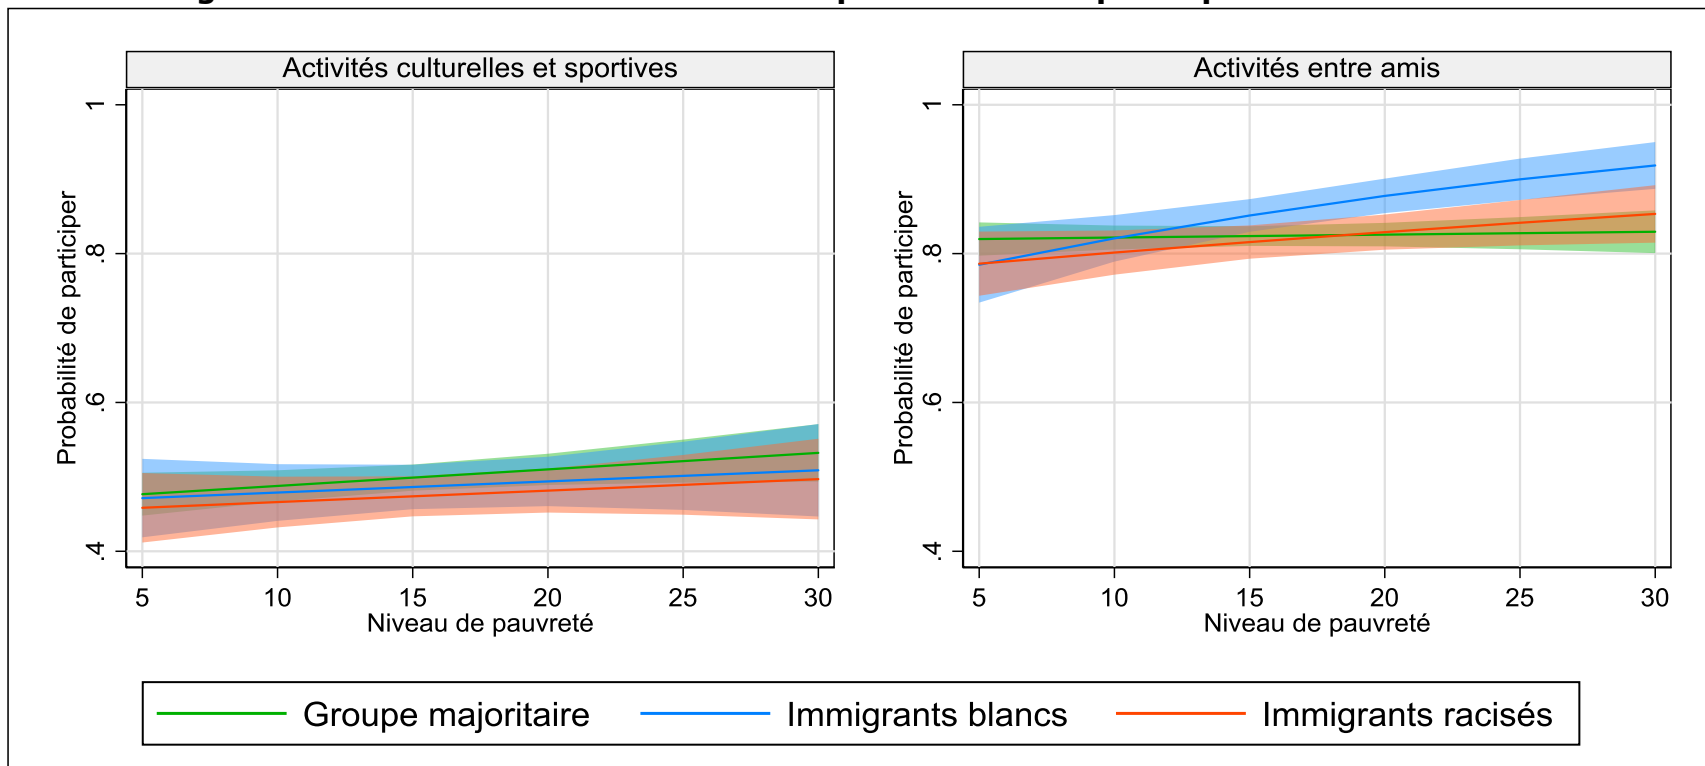 Activités culturelles et sportives
Probabilité de participer
1
.8
.6
.4
5 10 15 20 25 30
Niveau de pauvreté
Activités entre amis
Probabilité de participer
1
.8
.6
.4
5 10 15 20 25 30
Niveau de pauvreté
Groupe majoritaire Immigrants blancs Immigrants racisés